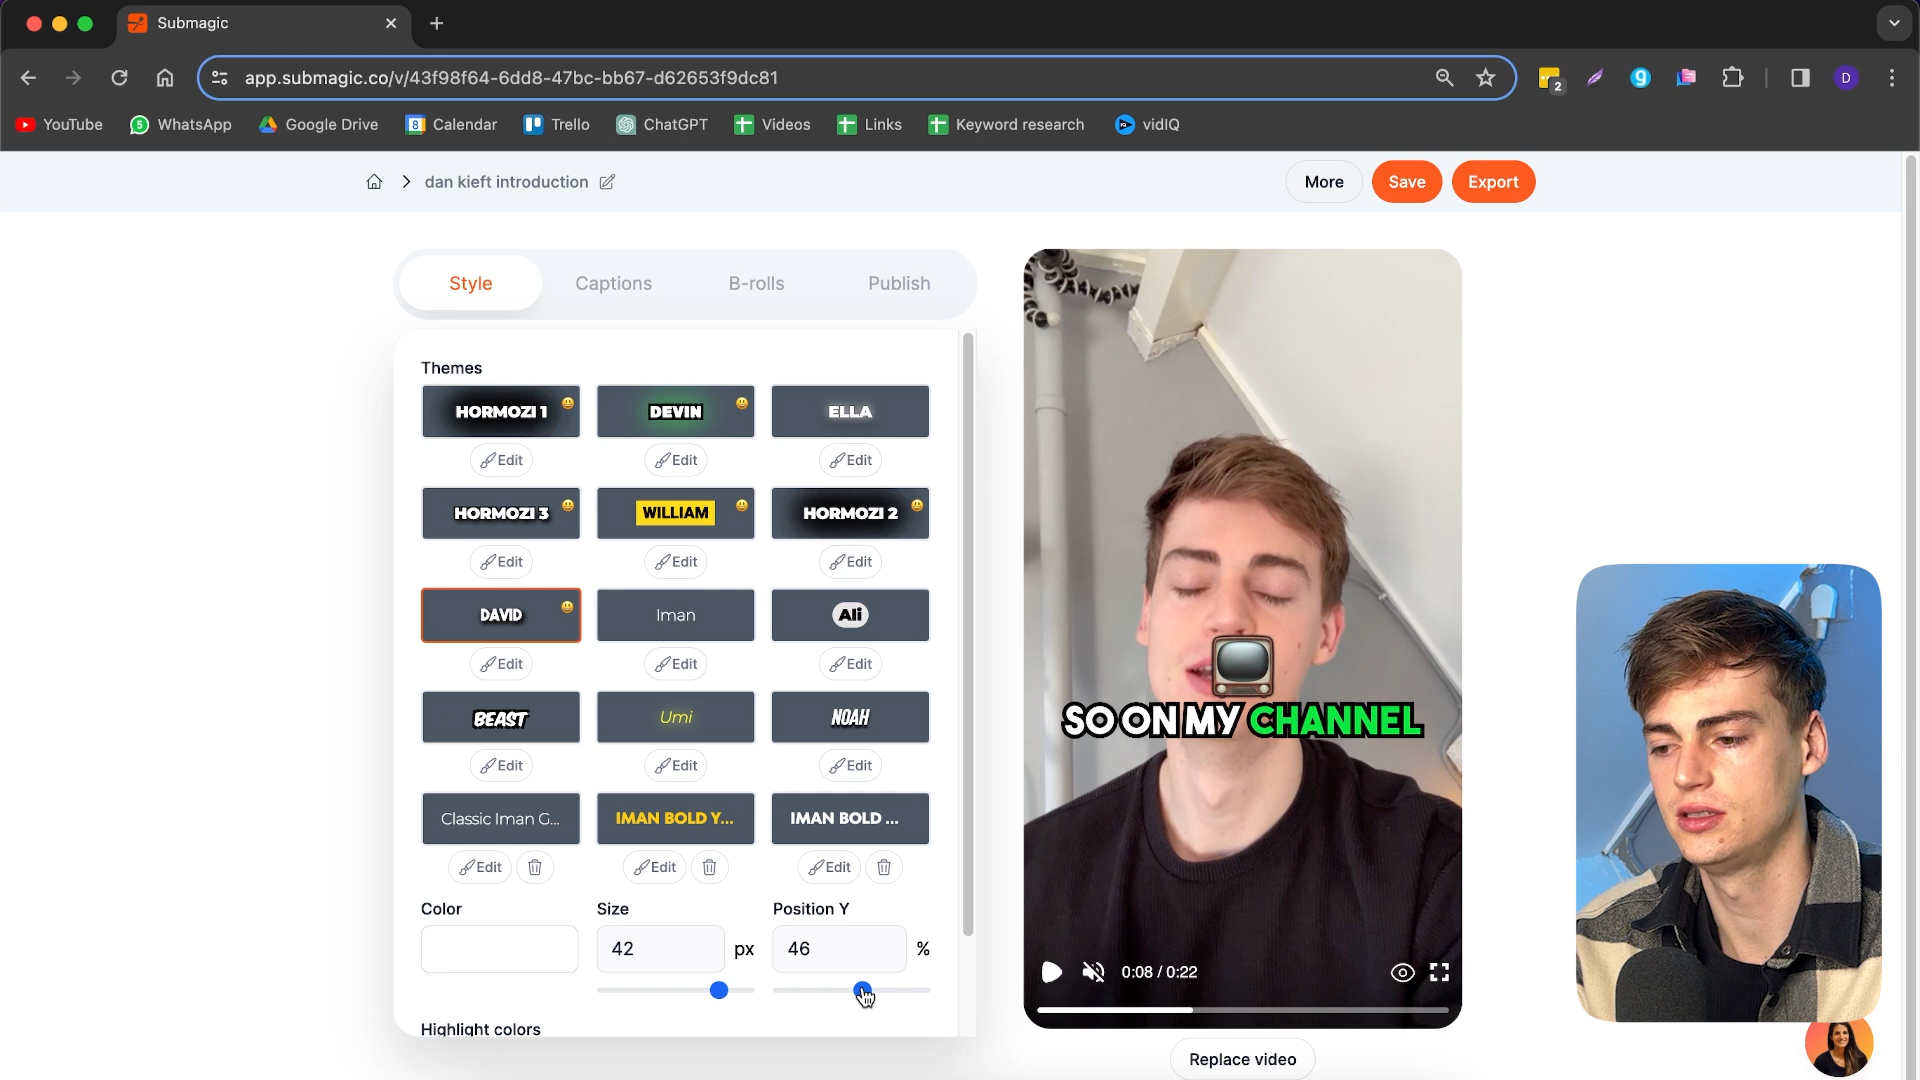 Submagic
app.submagic.co/v/43f98f64-6dd8-47bc-bb67-d62653f9dc81
2
D
YouTube
5 WhatsApp
Google Drive
8 Calendar
Trello
ChatGPT
Videos
Links
Keyword research
vidIQ
dan kieft introduction
More
Save
Export
Style
Captions
B-rolls
Publish
Themes
HORMOZI 1
DEVIN
ELLA
Edit
Edit
Edit
HORMOZI 3
WILLIAM
HORMOZI 2
Edit
Edit
Edit
DAVID
Iman
Ali
Edit
Edit
Edit
BEAST
Umi
NOAH
Edit
Edit
Edit
Classic Iman G...
IMAN BOLD Y...
IMAN BOLD ...
Edit
Edit
Edit
Color
Size
Position Y
42 px
46 %
Highlight colors
SO ON MY CHANNEL
0:08 / 0:22
Replace video